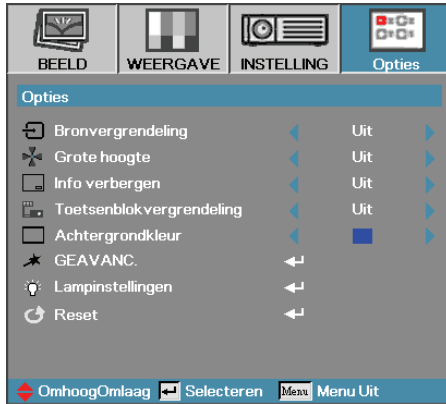 BEELD WEERGAVE INSTELLING Opties
Opties
Bronvergrendeling Uit
Grote hoogte Uit
Info verbergen Uit
Toetsenblokvergrendeling Uit
Achtergrondkleur
GEAVANC.
Lampinstellingen
Reset
OmhoogOmlaag Selecteren Menu Menu Uit